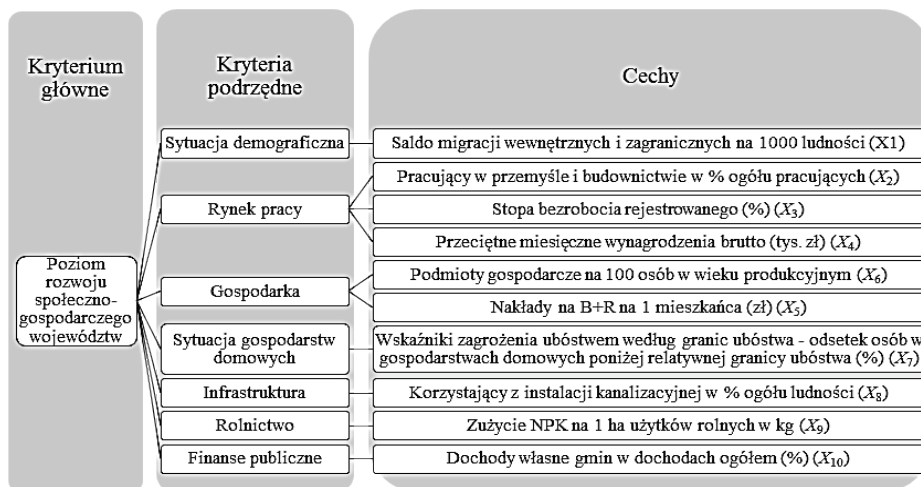 Kryterium
główne
Kryteria
podrzędne
Cechy
Poziom
rozwoju
społeczno-
gospodarczego
województw
Sytuacja demograficzna
Saldo migracji wewnętrznych i zagranicznych na 1000 ludności (X1)
Rynek pracy
Pracujący w przemyśle i budownictwie w % ogółu pracujących (X₂)
Stopa bezrobocia rejestrowanego (%) (X₃)
Przeciętne miesięczne wynagrodzenia brutto (tys. zł) (X₄)
Gospodarka
Podmioty gospodarcze na 100 osób w wieku produkcyjnym (X₆)
Nakłady na B+R na 1 mieszkańca (zł) (X₅)
Sytuacja gospodarstw
domowych
Wskaźniki zagrożenia ubóstwem według granic ubóstwa - odsetek osób w
gospodarstwach domowych poniżej relatywnej granicy ubóstwa (%) (X₇)
Infrastruktura
Korzystający z instalacji kanalizacyjnej w % ogółu ludności (X₈)
Rolnictwo
Zużycie NPK na 1 ha użytków rolnych w kg (X₉)
Finanse publiczne
Dochody własne gmin w dochodach ogółem (%) (X₁₀)